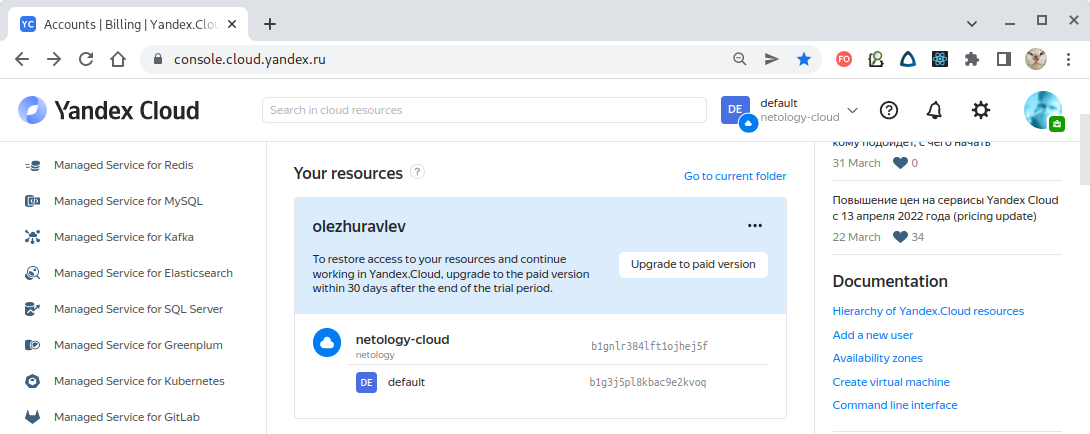 YC Accounts | Billing | Yandex.Clou
console.cloud.yandex.ru
FO
Yandex Cloud
Search in cloud resources
DE
default
netology-cloud
Managed Service for Redis
Managed Service for MySQL
Managed Service for Kafka
Managed Service for Elasticsearch
Managed Service for SQL Server
Managed Service for Greenplum
Managed Service for Kubernetes
Managed Service for GitLab
Your resources ?
Go to current folder
olezhuravlev
To restore access to your resources and continue
working in Yandex.Cloud, upgrade to the paid version
within 30 days after the end of the trial period.
Upgrade to paid version
netology-cloud
netology
b1gnlr384lft1ojhej5f
DE default
b1g3j5pl8kbac9e2kvoq
кому подойдет, с чего начать
31 March 0
Повышение цен на сервисы Yandex Cloud
с 13 апреля 2022 года (pricing update)
22 March 34
Documentation
Hierarchy of Yandex.Cloud resources
Add a new user
Availability zones
Create virtual machine
Command line interface